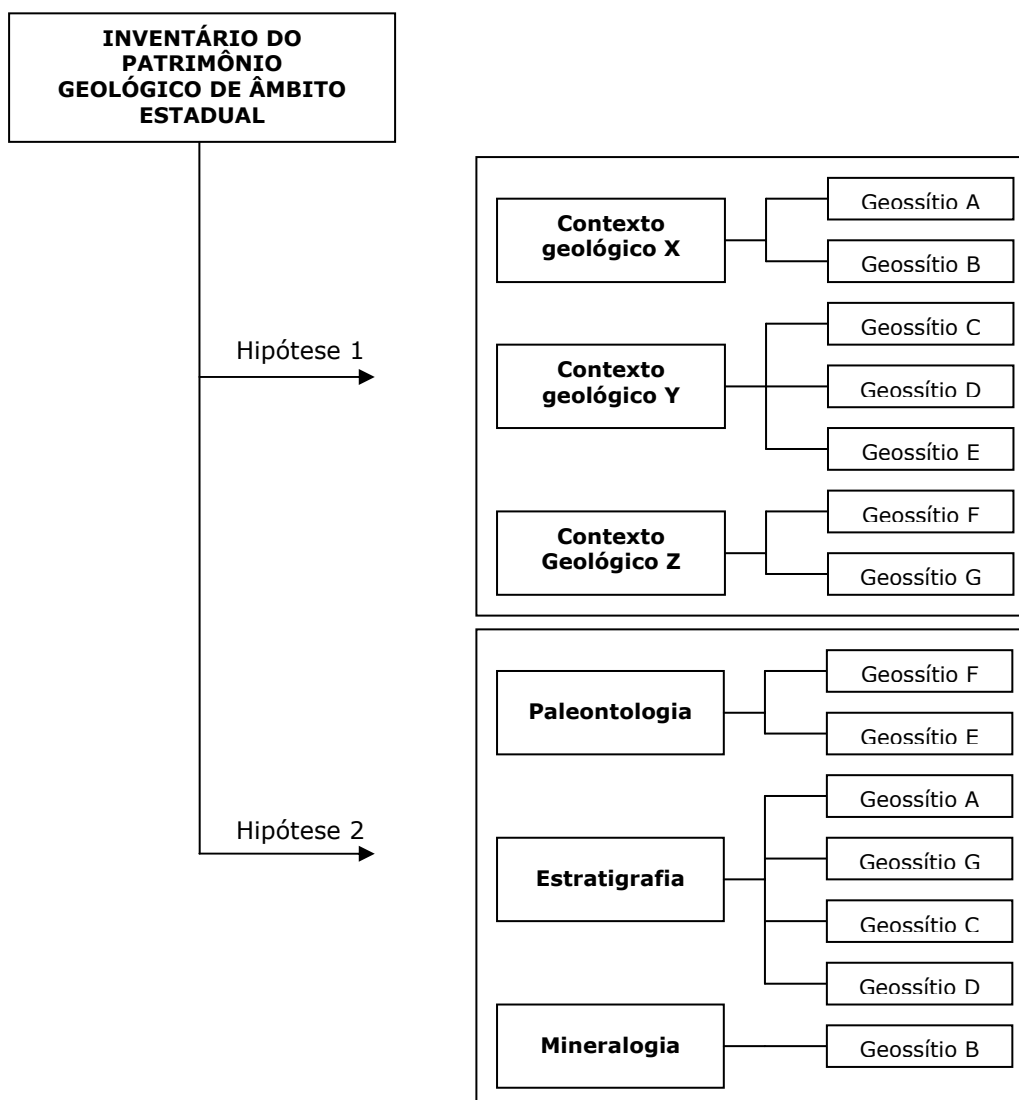 INVENTÁRIO DO
PATRIMÔNIO
GEOLÓGICO DE ÂMBITO
ESTADUAL
Hipótese 1
Contexto
geológico X
Geossítio A
Geossítio B
Contexto
geológico Y
Geossítio C
Geossítio D
Geossítio E
Contexto
Geológico Z
Geossítio F
Geossítio G
Hipótese 2
Paleontologia
Geossítio F
Geossítio E
Estratigrafia
Geossítio A
Geossítio G
Geossítio C
Geossítio D
Mineralogia
Geossítio B